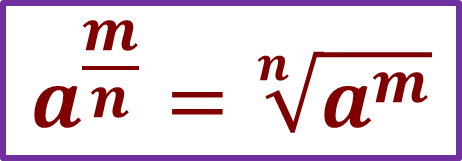 a^(m/n) = ⁿ√(a^m)